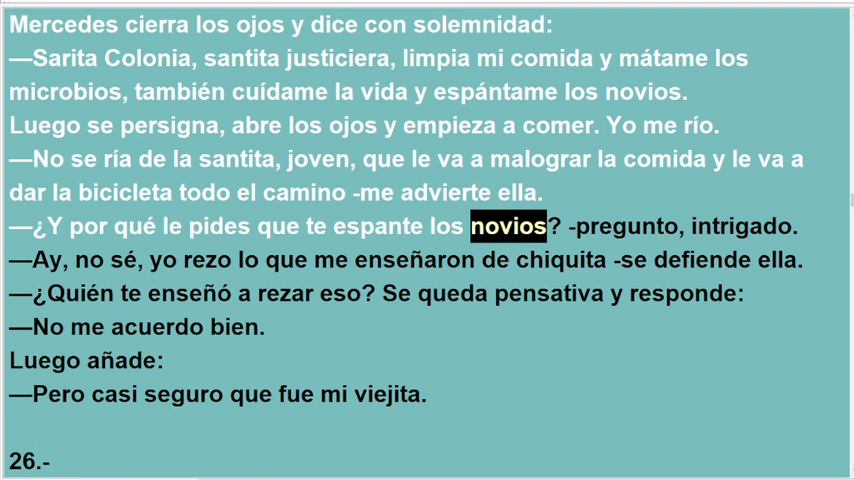 Mercedes cierra los ojos y dice con solemnidad:
—Sarita Colonia, santita justiciera, limpia mi comida y mátame los
microbios, también cuídame la vida y espántame los novios.
Luego se persigna, abre los ojos y empieza a comer. Yo me río.
—No se ría de la santita, joven, que le va a malograr la comida y le va a
dar la bicicleta todo el camino -me advierte ella.
—¿Y por qué le pides que te espante los novios? -pregunto, intrigado.
—Ay, no sé, yo rezo lo que me enseñaron de chiquita -se defiende ella.
—¿Quién te enseñó a rezar eso? Se queda pensativa y responde:
—No me acuerdo bien.
Luego añade:
—Pero casi seguro que fue mi viejita.
26.-